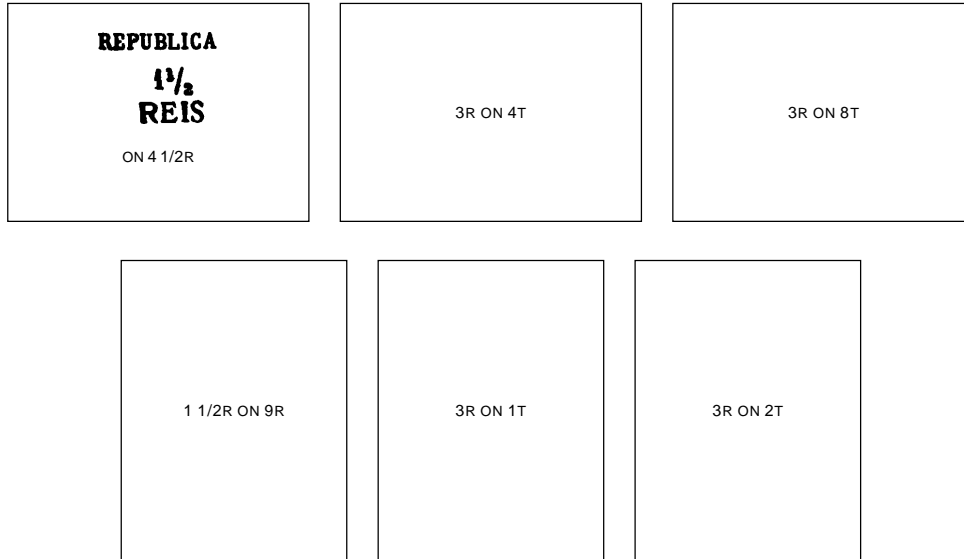 REPUBLICA
1½
REIS
ON 4 1/2R
3R ON 4T
3R ON 8T
1 1/2R ON 9R
3R ON 1T
3R ON 2T